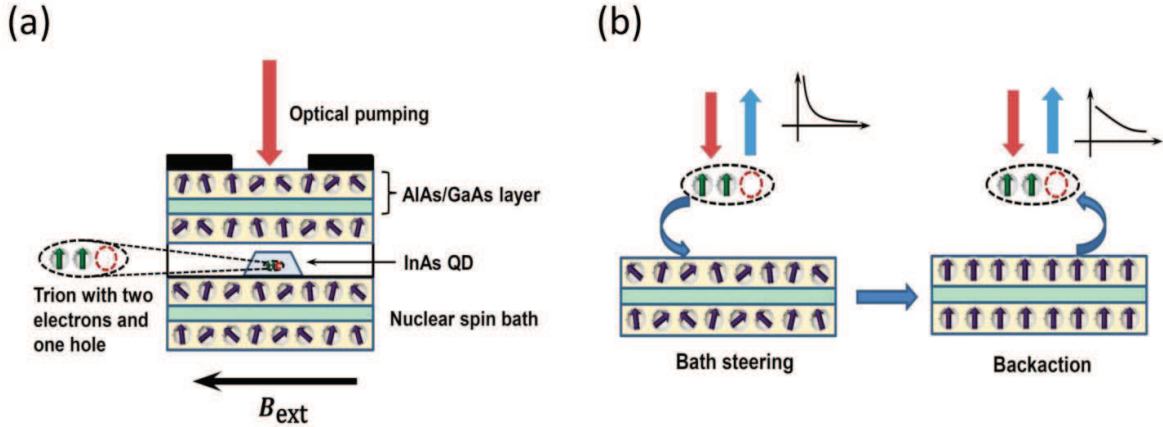 (a)
Optical pumping
AlAs/GaAs layer
InAs QD
Trion with two
electrons and
one hole
Nuclear spin bath
B_ext
(b)
Bath steering
Backaction